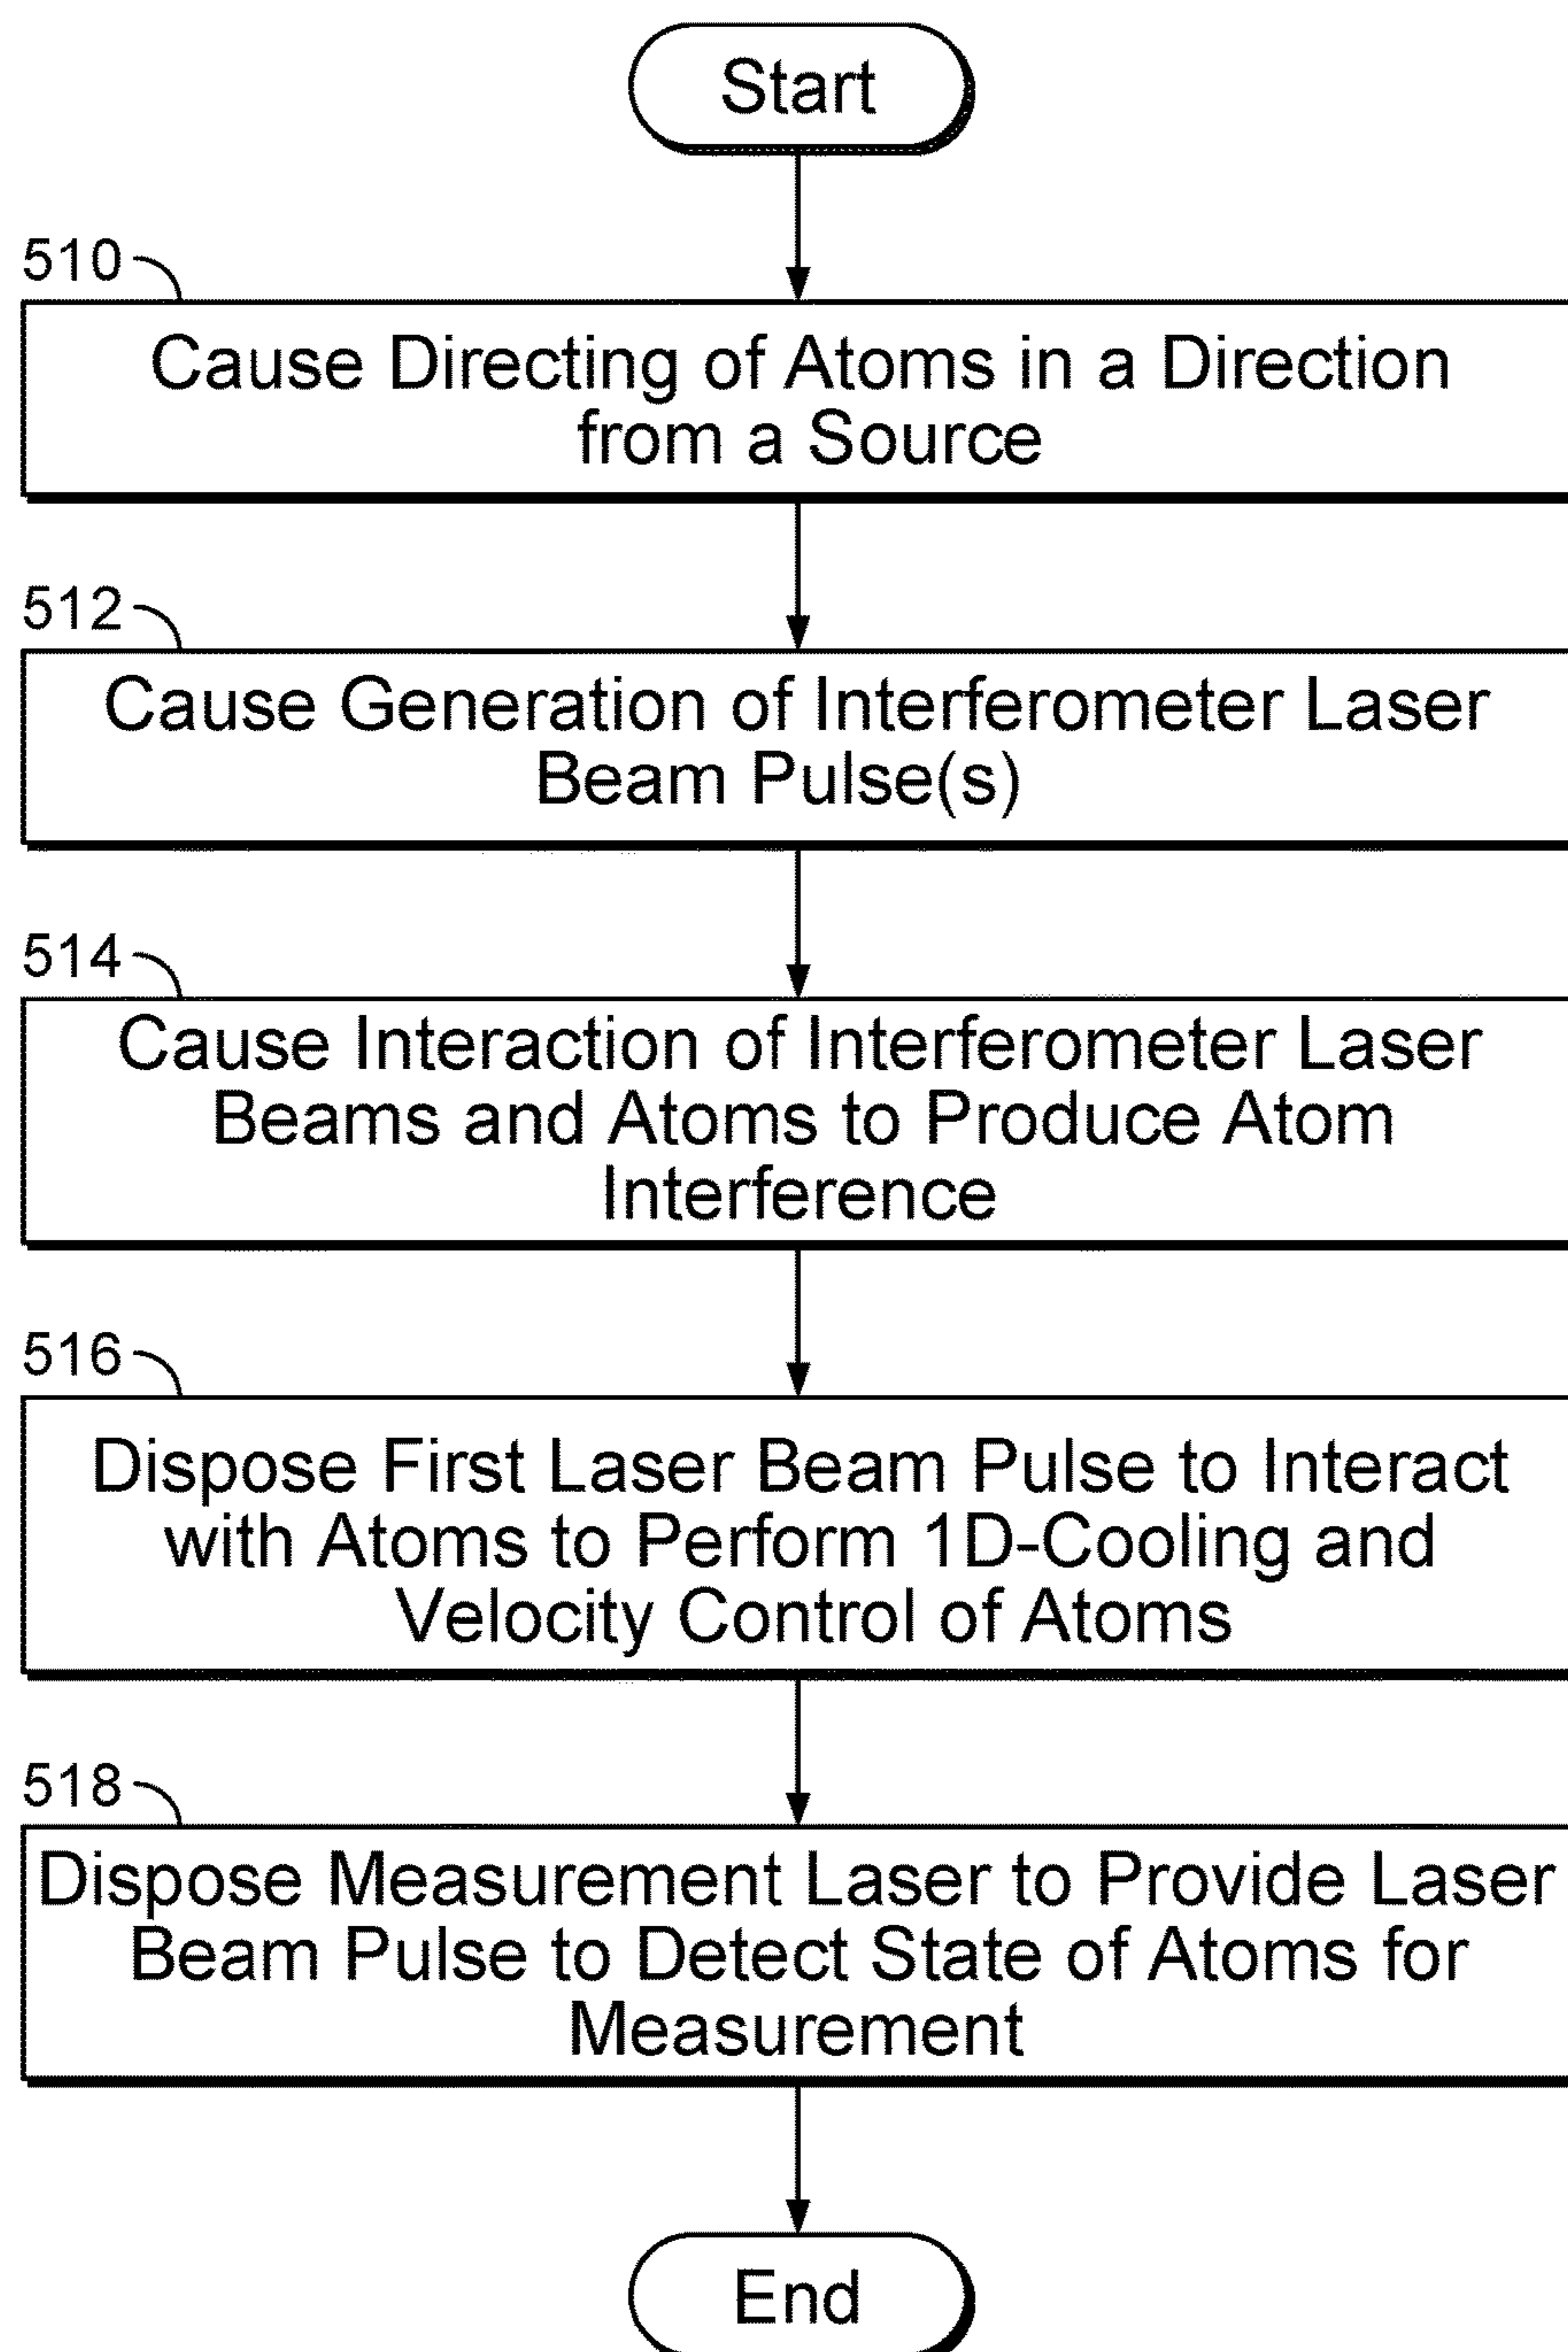 Start
510
Cause Directing of Atoms in a Direction
from a Source
512
Cause Generation of Interferometer Laser
Beam Pulse(s)
514
Cause Interaction of Interferometer Laser
Beams and Atoms to Produce Atom
Interference
516
Dispose First Laser Beam Pulse to Interact
with Atoms to Perform 1D-Cooling and
Velocity Control of Atoms
518
Dispose Measurement Laser to Provide Laser
Beam Pulse to Detect State of Atoms for
Measurement
End